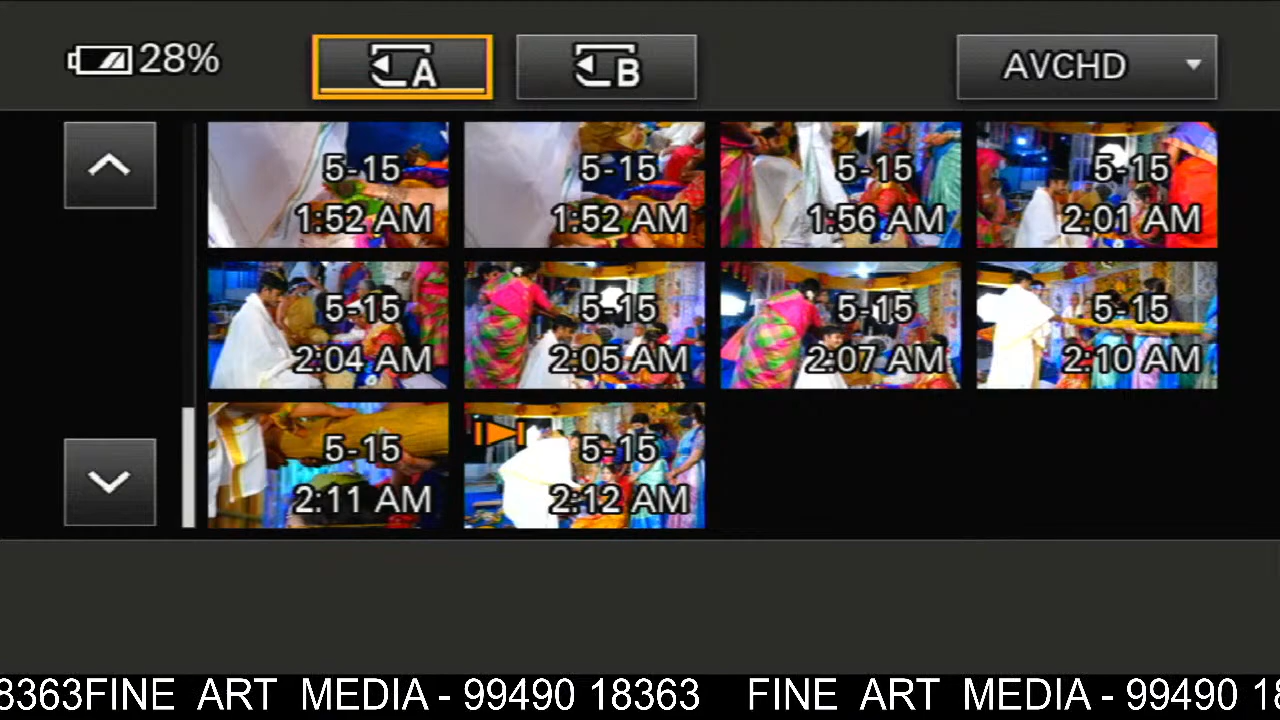 28%
A
B
AVCHD
5-15
1:52 AM
5-15
1:52 AM
5-15
1:56 AM
5-15
2:01 AM
5-15
2:04 AM
5-15
2:05 AM
5-15
2:07 AM
5-15
2:10 AM
5-15
2:11 AM
5-15
2:12 AM
8363FINE ART MEDIA - 99490 18363 FINE ART MEDIA - 99490 18